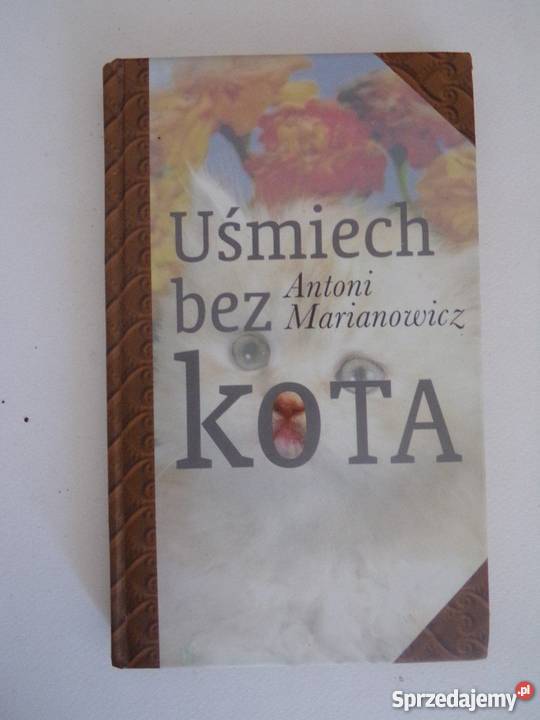 Uśmiech
bez
Antoni
Marianowicz
kOTA
Sprzedajemy.pl